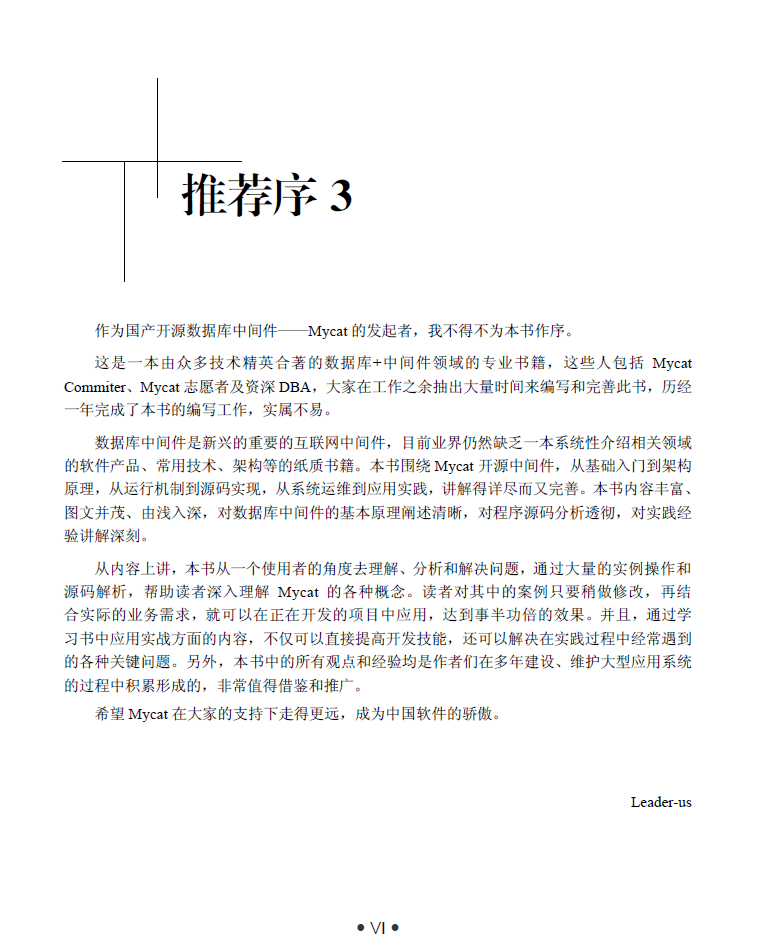 推荐序 3
作为国产开源数据库中间件——Mycat 的发起者，我不得不为本书作序。
这是一本由众多技术精英合著的数据库+中间件领域的专业书籍，这些人包括 Mycat
Commiter、Mycat 志愿者及资深 DBA，大家在工作之余抽出大量时间来编写和完善此书，历经
一年完成了本书的编写工作，实属不易。
数据库中间件是新兴的重要的互联网中间件，目前业界仍然缺乏一本系统性介绍相关领域
的软件产品、常用技术、架构等的纸质书籍。本书围绕 Mycat 开源中间件，从基础入门到架构
原理，从运行机制到源码实现，从系统运维到应用实践，讲解得详尽而又完善。本书内容丰富、
图文并茂、由浅入深，对数据库中间件的基本原理阐述清晰，对程序源码分析透彻，对实践经
验讲解深刻。
从内容上讲，本书从一个使用者的角度去理解、分析和解决问题，通过大量的实例操作和
源码解析，帮助读者深入理解 Mycat 的各种概念。读者对其中的案例只要稍做修改，再结
合实际的业务需求，就可以在正在开发的项目中应用，达到事半功倍的效果。并且，通过学
习书中应用实战方面的内容，不仅可以直接提高开发技能，还可以解决在实践过程中经常遇到
的各种关键问题。另外，本书中的所有观点和经验均是作者们在多年建设、维护大型应用系统
的过程中积累形成的，非常值得借鉴和推广。
希望 Mycat 在大家的支持下走得更远，成为中国软件的骄傲。
Leader-us
• VI •